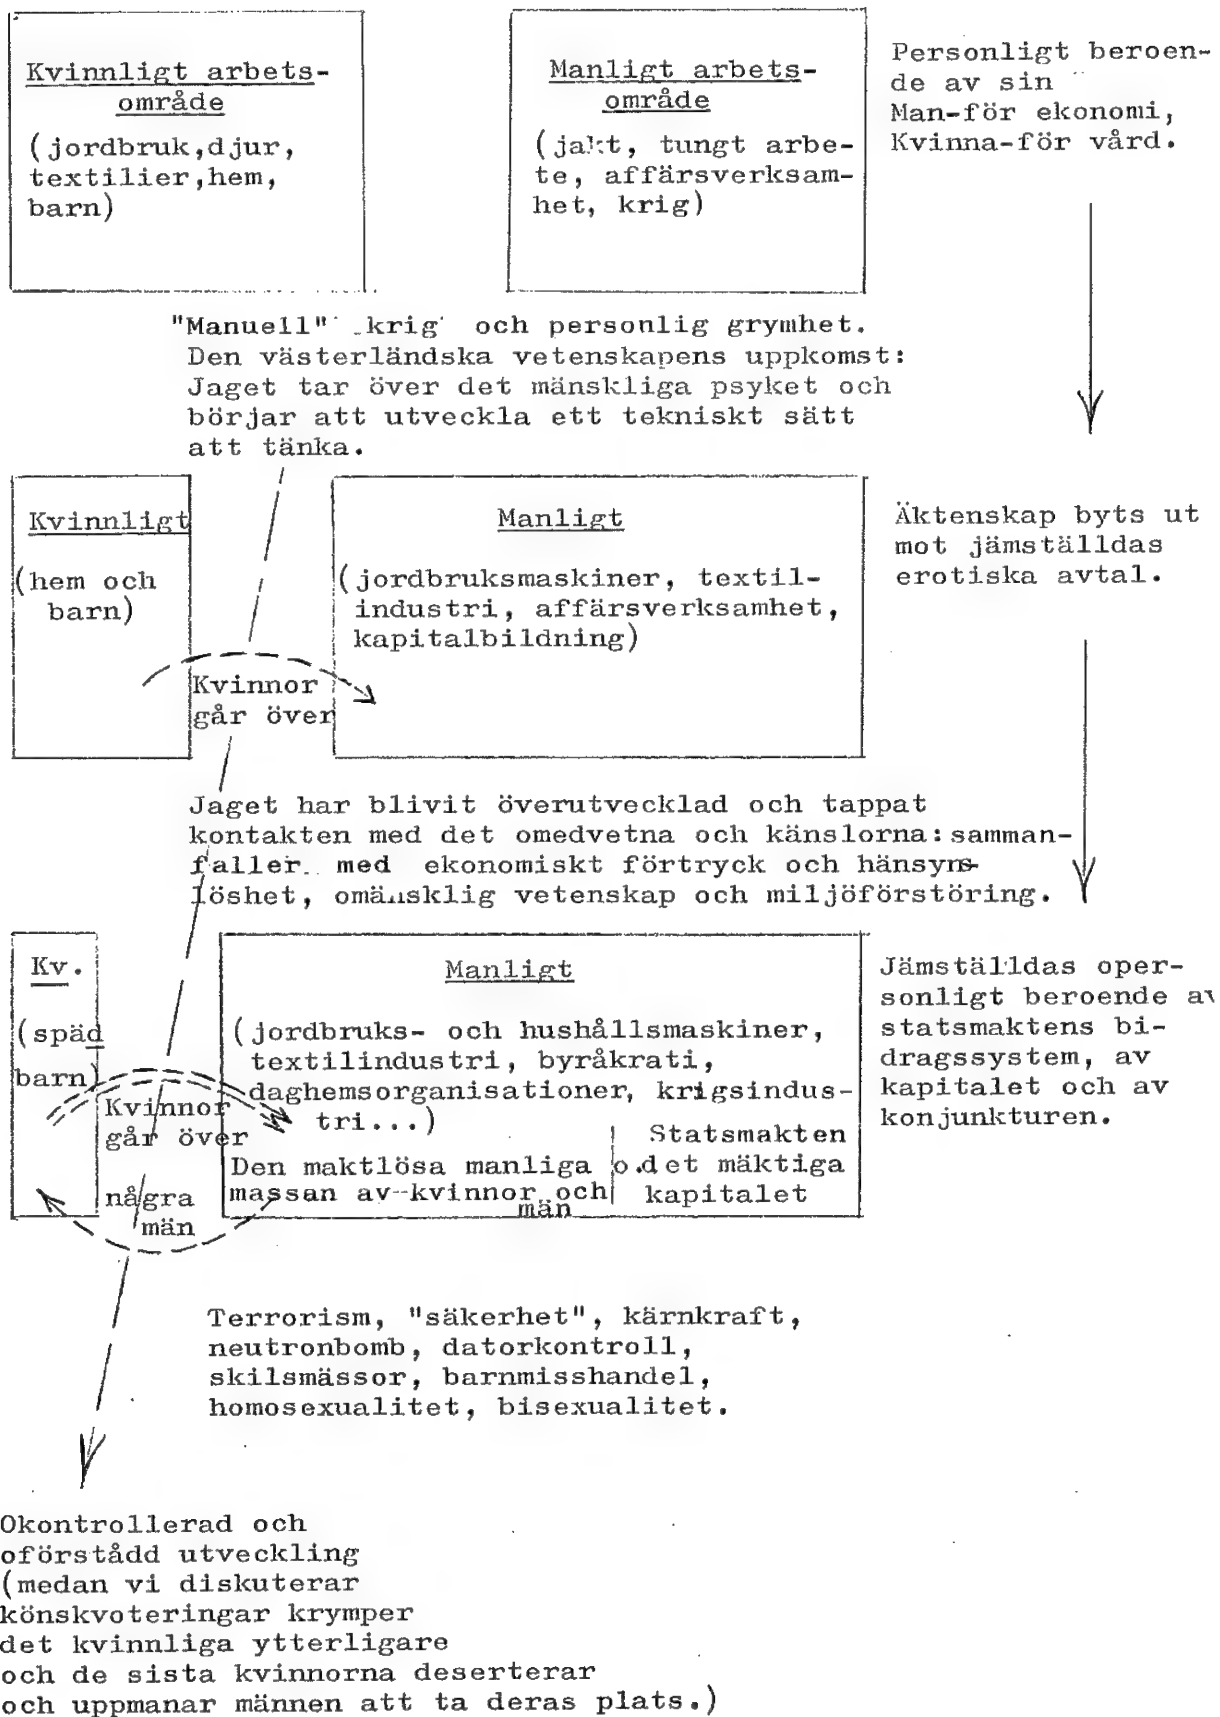 Kvinnligt arbets-
område
(jordbruk,djur,
textilier,hem,
barn)
Manligt arbets-
område
(jakt, tungt arbe-
te, affärsverksam-
het, krig)
Personligt beroen-
de av sin
Man-för ekonomi,
Kvinna-för vård.
"Manuell" krig och personlig grymhet.
Den västerländska vetenskapens uppkomst:
Jaget tar över det mänskliga psyket och
börjar att utveckla ett tekniskt sätt
att tänka.
Kvinnligt
(hem och
barn)
Manligt
(jordbruksmaskiner, textil-
industri, affärsverksamhet,
kapitalbildning)
Äktenskap byts ut
mot jämställdas
erotiska avtal.
Kvinnor
går över
Jaget har blivit överutvecklad och tappat
kontakten med det omedvetna och känslorna: samman-
faller med ekonomiskt förtryck och hänsyns-
löshet, omänsklig vetenskap och miljöförstöring.
Kv.
(späd
barn)
Manligt
(jordbruks- och hushållsmaskiner,
textilindustri, byråkrati,
daghemsorganisationer, krigsindus-
tri...)
Jämställdas oper-
sonligt beroende av
statsmaktens bi-
dragssystem, av
kapitalet och av
konjunkturen.
Kvinnor
går över
några
män
Den maktlösa manliga
massan av kvinnor och
män
Statsmakten
o.det mäktiga
kapitalet
Terrorism, "säkerhet", kärnkraft,
neutronbomb, datorkontroll,
skilsmässor, barnmisshandel,
homosexualitet, bisexualitet.
Okontrollerad och
oförstådd utveckling
(medan vi diskuterar
könskvoteringar krymper
det kvinnliga ytterligare
och de sista kvinnorna deserterar
och uppmanar männen att ta deras plats.)